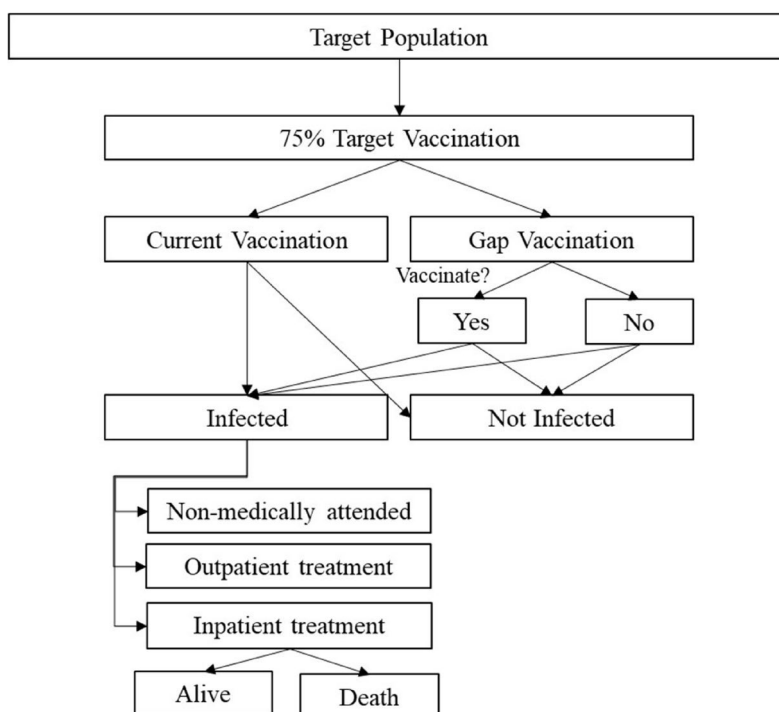 Target Population
75% Target Vaccination
Current Vaccination
Gap Vaccination
Vaccinate?
Yes
No
Infected
Not Infected
Non-medically attended
Outpatient treatment
Inpatient treatment
Alive
Death